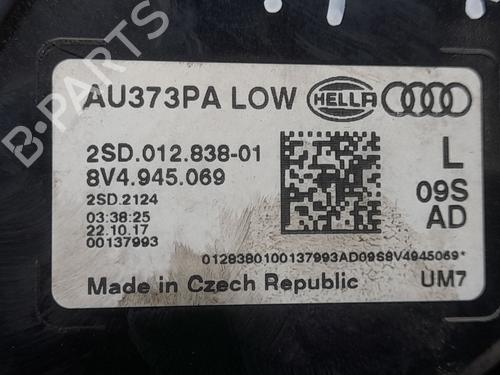 AU373PA LOW HELLA
2SD.012.838-01
8V4.945.069
2SD.2124
03:38:25
22.10.17
00137993
L
09S
AD
0128380100137993AD09S8V4945069*
Made in Czech Republic UM7
B-PARTS